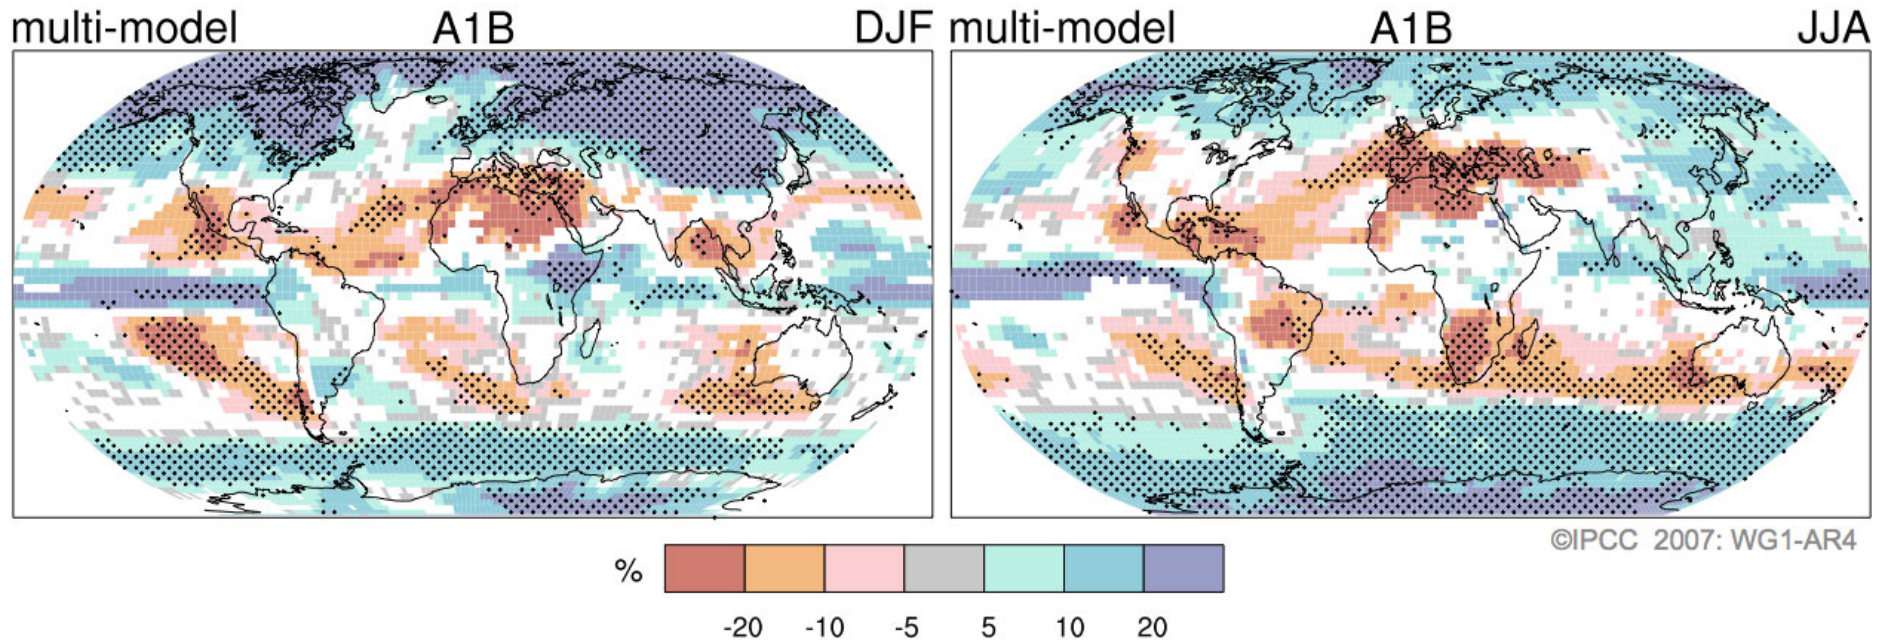 multi-model A1B DJF
multi-model A1B JJA
©IPCC 2007: WG1-AR4
%
-20 -10 -5 5 10 20